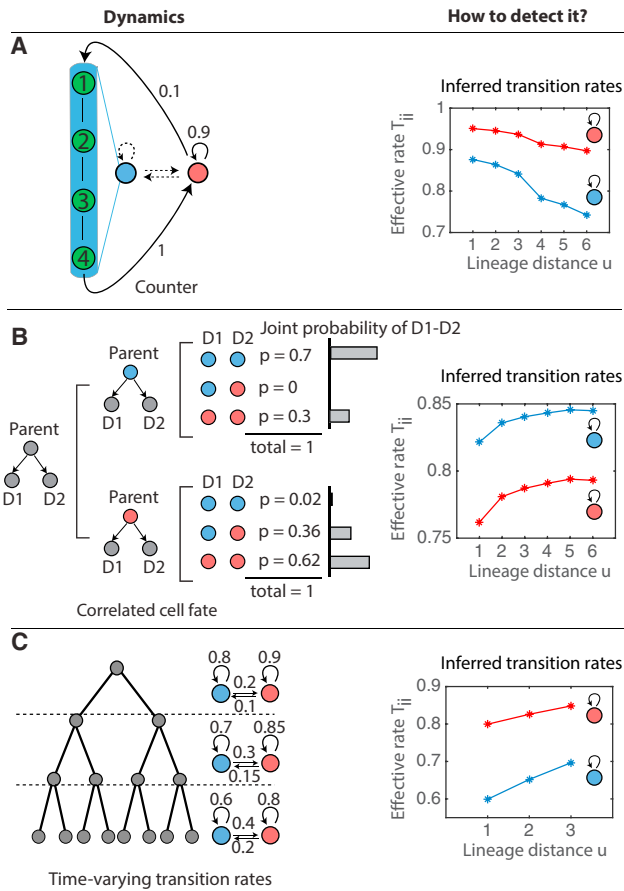 Dynamics
How to detect it?
A
1
2
3
4
0.1
0.9
1
Counter
Inferred transition rates
Effective rate Tii
1
0.9
0.8
0.7
1 2 3 4 5 6
Lineage distance u
B
Joint probability of D1-D2
Parent
D1 D2
Parent
D1 D2
D1 D2
p = 0.7
p = 0
p = 0.3
total = 1
Parent
D1 D2
D1 D2
p = 0.02
p = 0.36
p = 0.62
total = 1
Correlated cell fate
Inferred transition rates
Effective rate Tii
0.85
0.8
0.75
1 2 3 4 5 6
Lineage distance u
C
0.8 0.9
0.2
0.1
0.7 0.85
0.3
0.15
0.6 0.8
0.4
0.2
Time-varying transition rates
Inferred transition rates
Effective rate Tii
0.9
0.8
0.7
0.6
1 2 3
Lineage distance u